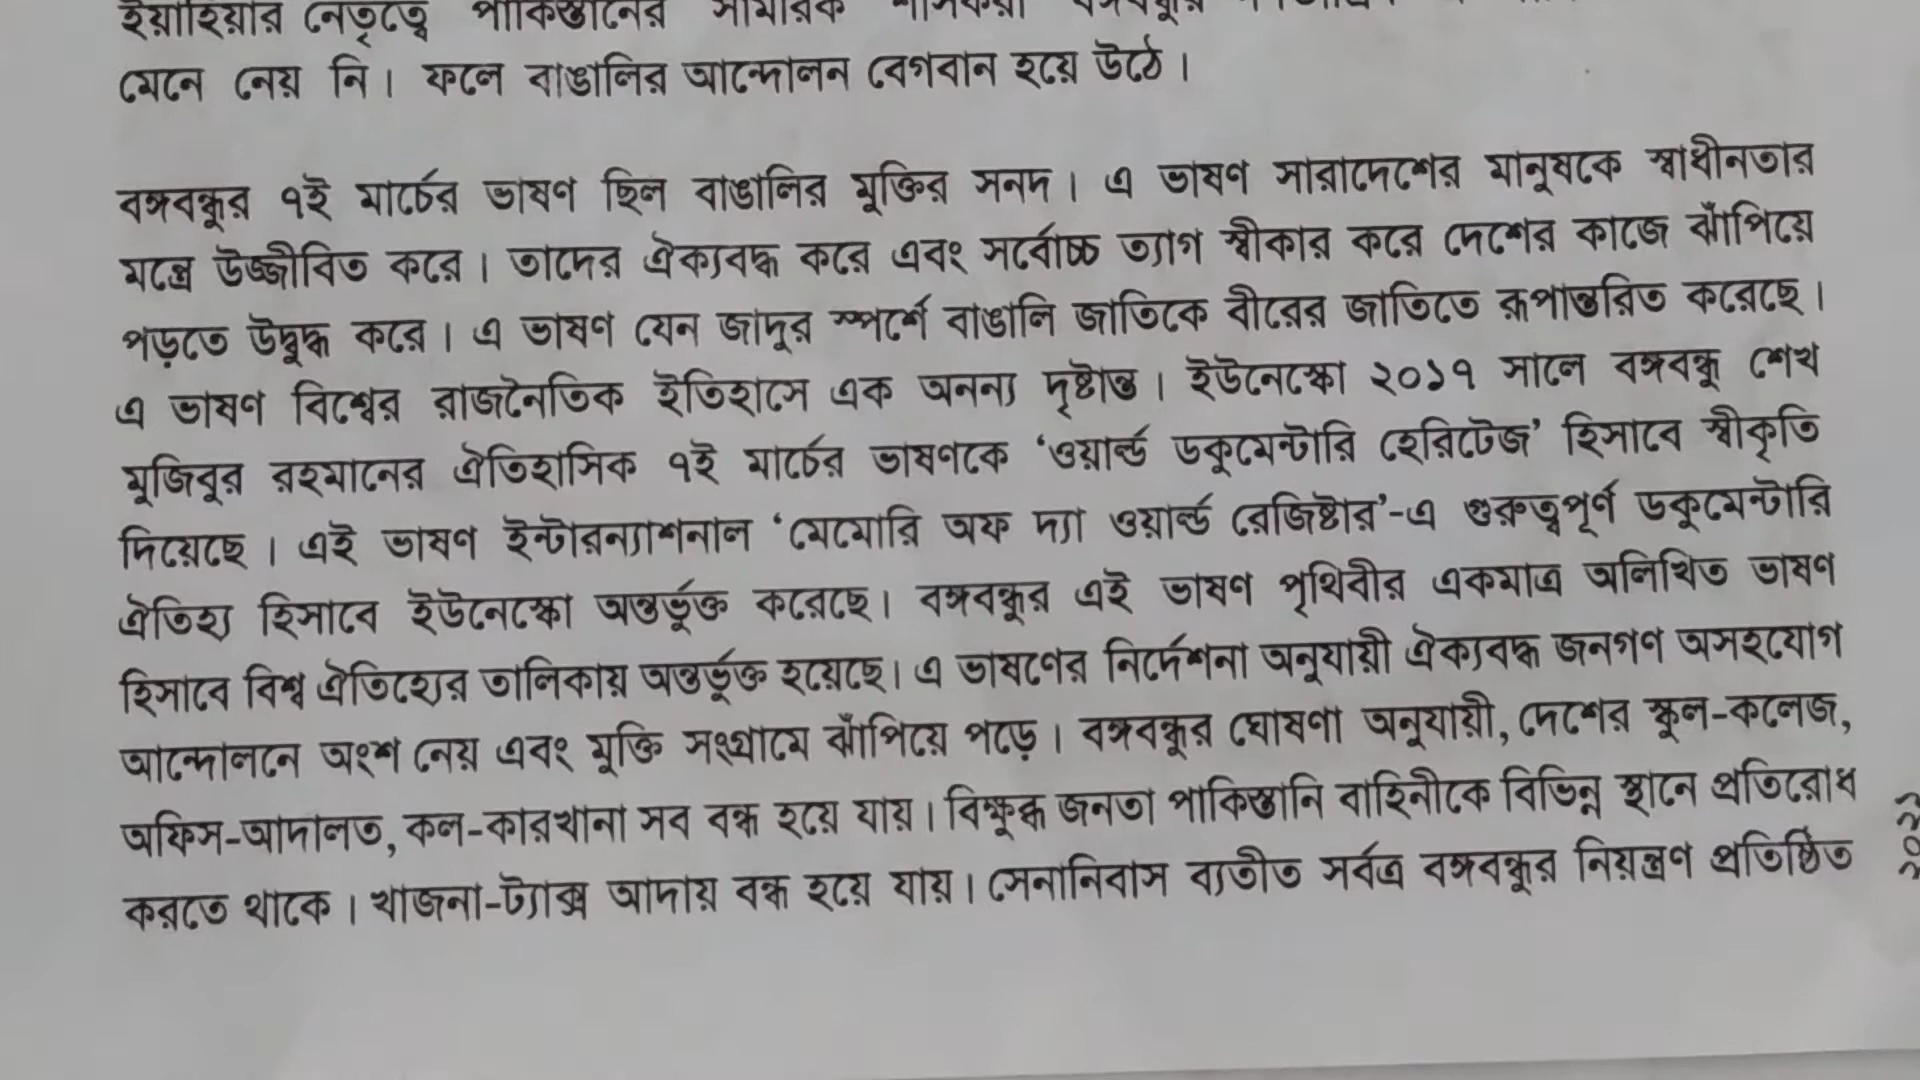 ইয়াহিয়ার নেতৃত্বে পাকিস্তানের সামরিক
মেনে নেয় নি। ফলে বাঙালির আন্দোলন বেগবান হয়ে উঠে।
বঙ্গবন্ধুর ৭ই মার্চের ভাষণ ছিল বাঙালির মুক্তির সনদ। এ ভাষণ সারাদেশের মানুষকে স্বাধীনতার
মন্ত্রে উজ্জীবিত করে। তাদের ঐক্যবদ্ধ করে এবং সর্বোচ্চ ত্যাগ স্বীকার করে দেশের কাজে ঝাঁপিয়ে
পড়তে উদ্বুদ্ধ করে। এ ভাষণ যেন জাদুর স্পর্শে বাঙালি জাতিকে বীরের জাতিতে রূপান্তরিত করেছে।
এ ভাষণ বিশ্বের রাজনৈতিক ইতিহাসে এক অনন্য দৃষ্টান্ত। ইউনেস্কো ২০১৭ সালে বঙ্গবন্ধু শেখ
মুজিবুর রহমানের ঐতিহাসিক ৭ই মার্চের ভাষণকে ‘ওয়ার্ল্ড ডকুমেন্টারি হেরিটেজ’ হিসাবে স্বীকৃতি
দিয়েছে। এই ভাষণ ইন্টারন্যাশনাল ‘মেমোরি অফ দ্যা ওয়ার্ল্ড রেজিষ্টার’-এ গুরুত্বপূর্ণ ডকুমেন্টারি
ঐতিহ্য হিসাবে ইউনেস্কো অন্তর্ভুক্ত করেছে। বঙ্গবন্ধুর এই ভাষণ পৃথিবীর একমাত্র অলিখিত ভাষণ
হিসাবে বিশ্ব ঐতিহ্যের তালিকায় অন্তর্ভুক্ত হয়েছে। এ ভাষণের নির্দেশনা অনুযায়ী ঐক্যবদ্ধ জনগণ অসহযোগ
আন্দোলনে অংশ নেয় এবং মুক্তি সংগ্রামে ঝাঁপিয়ে পড়ে। বঙ্গবন্ধুর ঘোষণা অনুযায়ী, দেশের স্কুল-কলেজ,
অফিস-আদালত, কল-কারখানা সব বন্ধ হয়ে যায়। বিক্ষুব্ধ জনতা পাকিস্তানি বাহিনীকে বিভিন্ন স্থানে প্রতিরোধ
করতে থাকে। খাজনা-ট্যাক্স আদায় বন্ধ হয়ে যায়। সেনানিবাস ব্যতীত সর্বত্র বঙ্গবন্ধুর নিয়ন্ত্রণ প্রতিষ্ঠিত